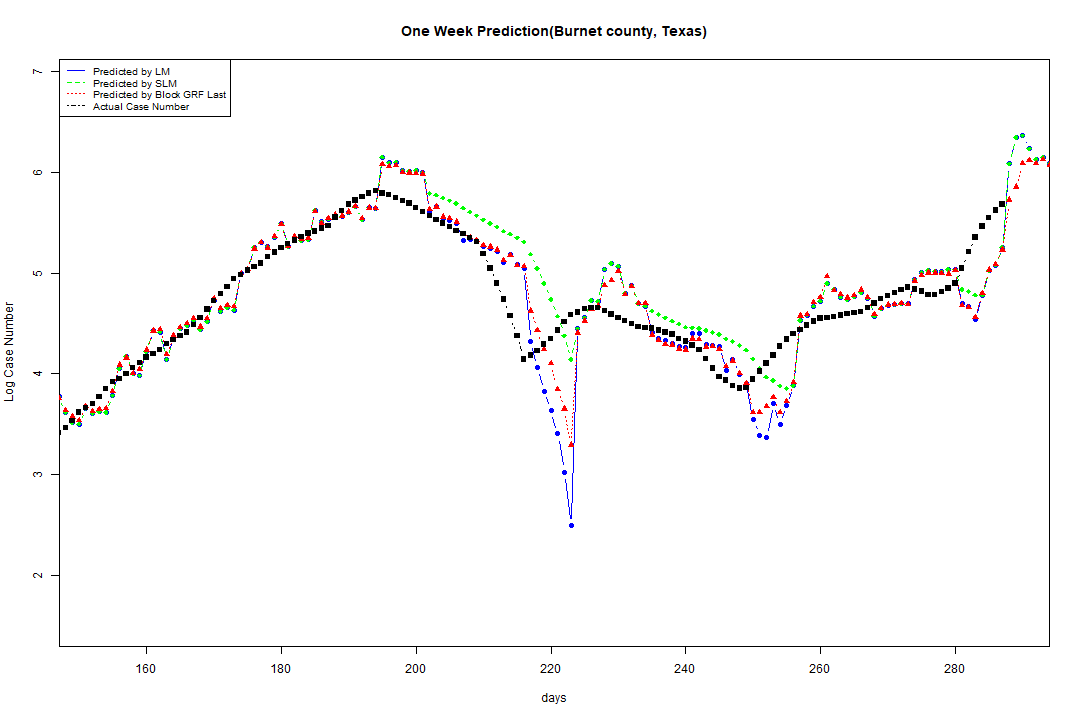 One Week Prediction(Burnet county, Texas)
Predicted by LM
Predicted by SLM
Predicted by Block GRF Last
Actual Case Number
7
6
5
4
3
2
Log Case Number
160 180 200 220 240 260 280
days